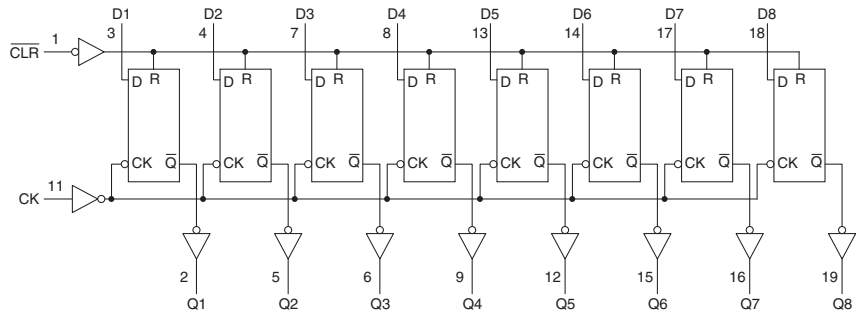 D1 D2 D3 D4 D5 D6 D7 D8
1 3 4 7 8 13 14 17 18
C̅L̅R̅
D R D R D R D R D R D R D R D R
CK Q̅ CK Q̅ CK Q̅ CK Q̅ CK Q̅ CK Q̅ CK Q̅ CK Q̅
CK 11
2 5 6 9 12 15 16 19
Q1 Q2 Q3 Q4 Q5 Q6 Q7 Q8